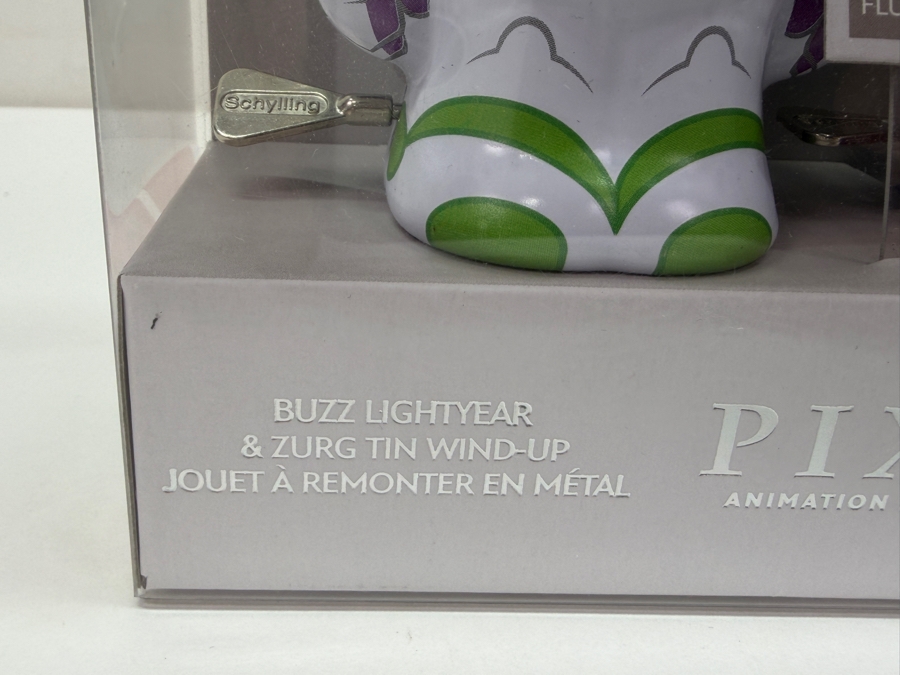 Schylling
BUZZ LIGHTYEAR
& ZURG TIN WIND-UP
JOUET À REMONTER EN MÉTAL
ANIMATION